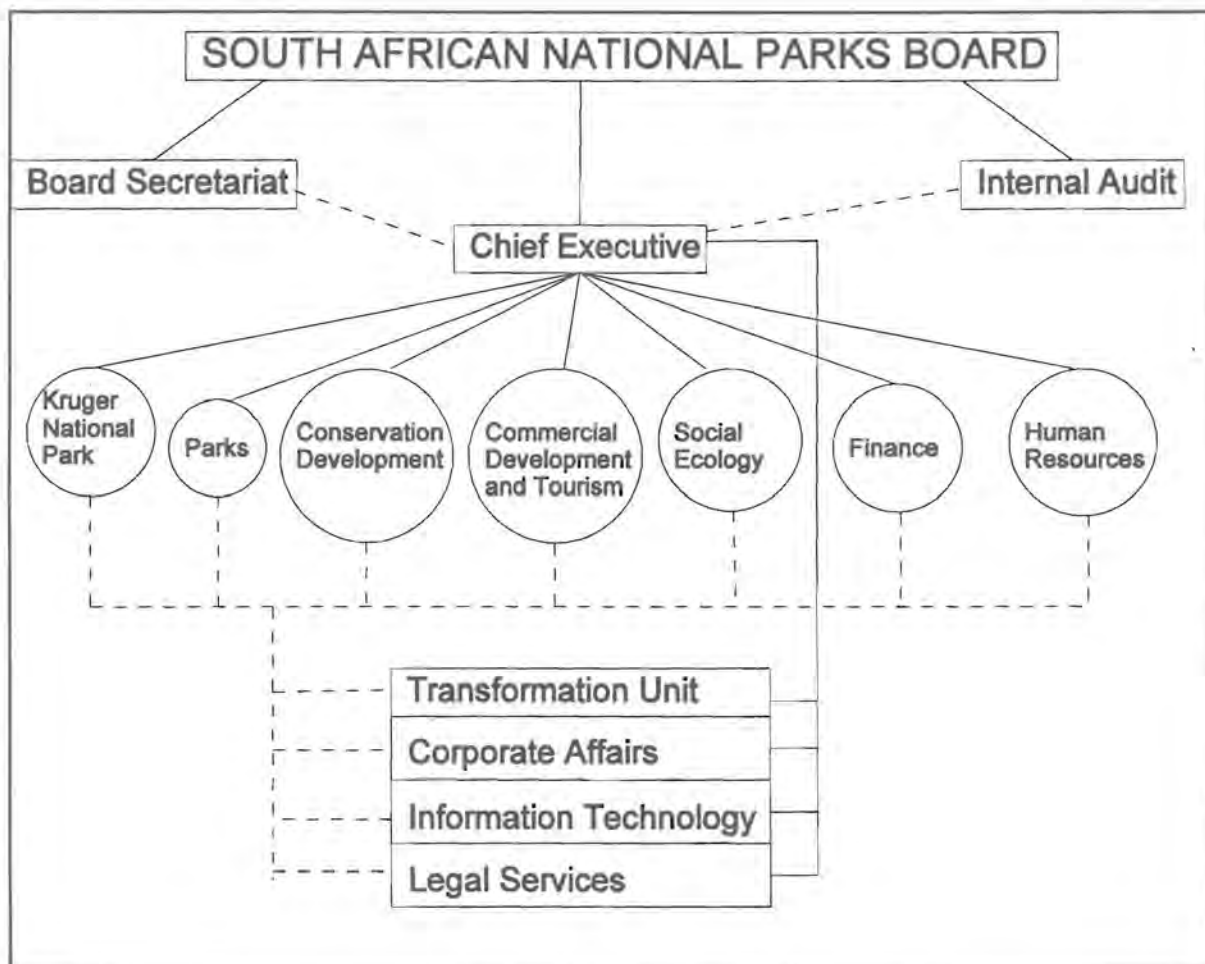 SOUTH AFRICAN NATIONAL PARKS BOARD
Board Secretariat
Internal Audit
Chief Executive
Kruger
National
Park
Parks
Conservation
Development
Commercial
Development
and Tourism
Social
Ecology
Finance
Human
Resources
Transformation Unit
Corporate Affairs
Information Technology
Legal Services